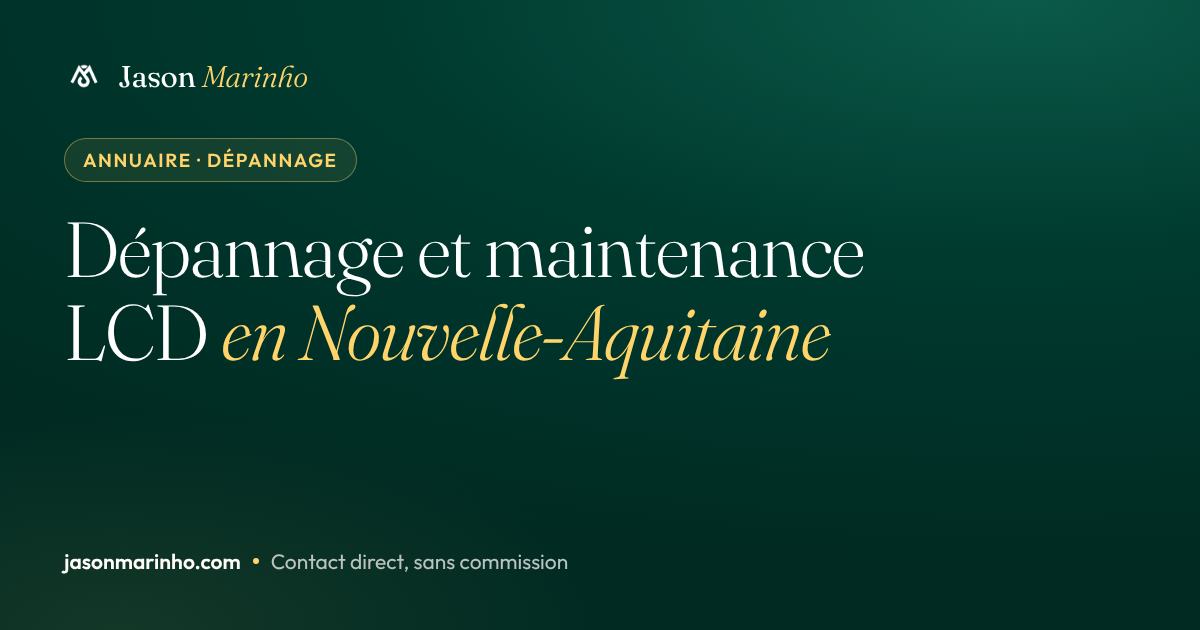 Jason Marinho
ANNUAIRE · DÉPANNAGE
Dépannage et maintenance
LCD en Nouvelle-Aquitaine
jasonmarinho.com • Contact direct, sans commission